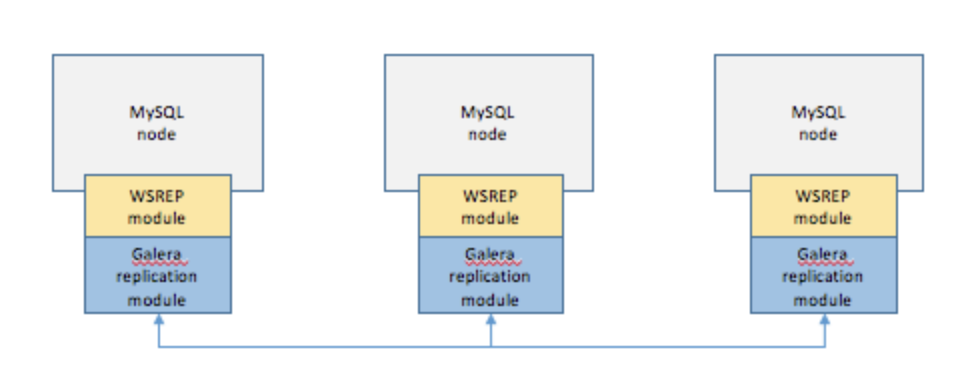 MySQL
node
WSREP
module
Galera
replication
module
MySQL
node
WSREP
module
Galera
replication
module
MySQL
node
WSREP
module
Galera
replication
module